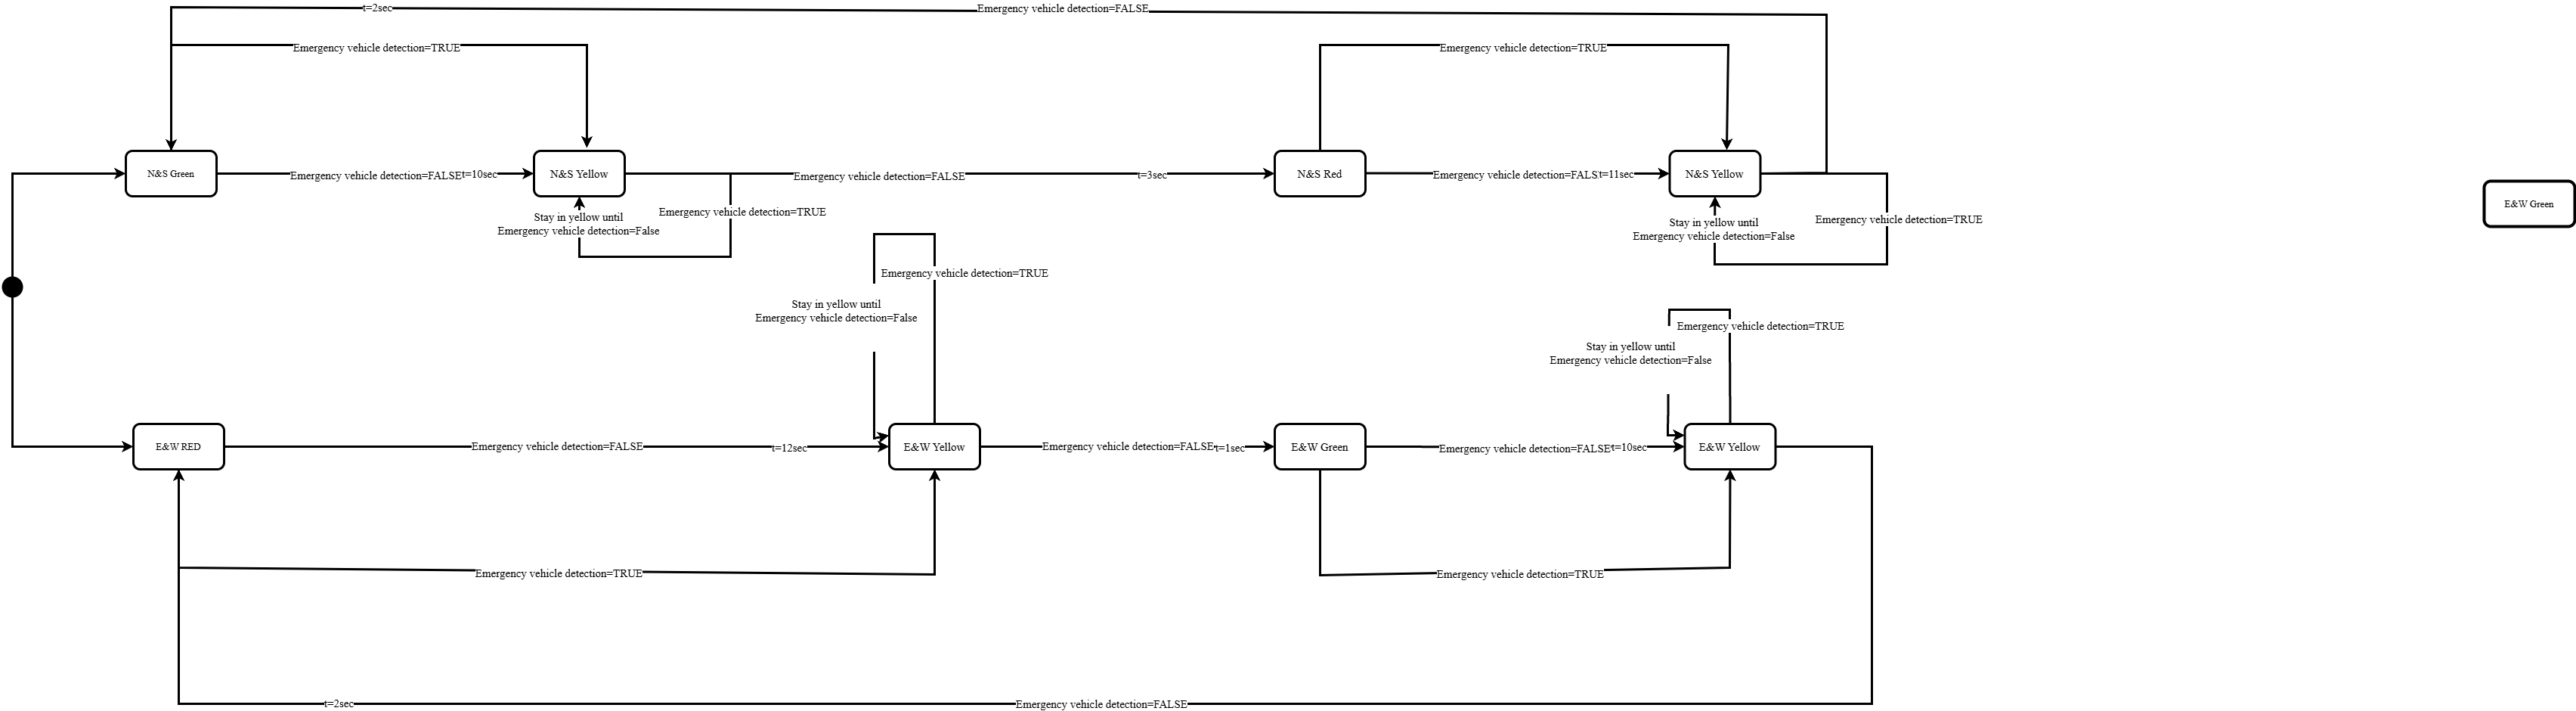 t=2sec
Emergency vehicle detection=FALSE
Emergency vehicle detection=TRUE
Emergency vehicle detection=TRUE
N&S Green
Emergency vehicle detection=FALSE
t=10sec
N&S Yellow
Emergency vehicle detection=FALSE
t=3sec
N&S Red
Emergency vehicle detection=FALS
t=11sec
N&S Yellow
E&W Green
Stay in yellow until
Emergency vehicle detection=False
Emergency vehicle detection=TRUE
Stay in yellow until
Emergency vehicle detection=False
Emergency vehicle detection=TRUE
Emergency vehicle detection=TRUE
Stay in yellow until
Emergency vehicle detection=False
Emergency vehicle detection=TRUE
Stay in yellow until
Emergency vehicle detection=False
E&W RED
Emergency vehicle detection=FALSE
t=12sec
E&W Yellow
Emergency vehicle detection=FALSE
t=1sec
E&W Green
Emergency vehicle detection=FALSE
t=10sec
E&W Yellow
Emergency vehicle detection=TRUE
Emergency vehicle detection=TRUE
t=2sec
Emergency vehicle detection=FALSE